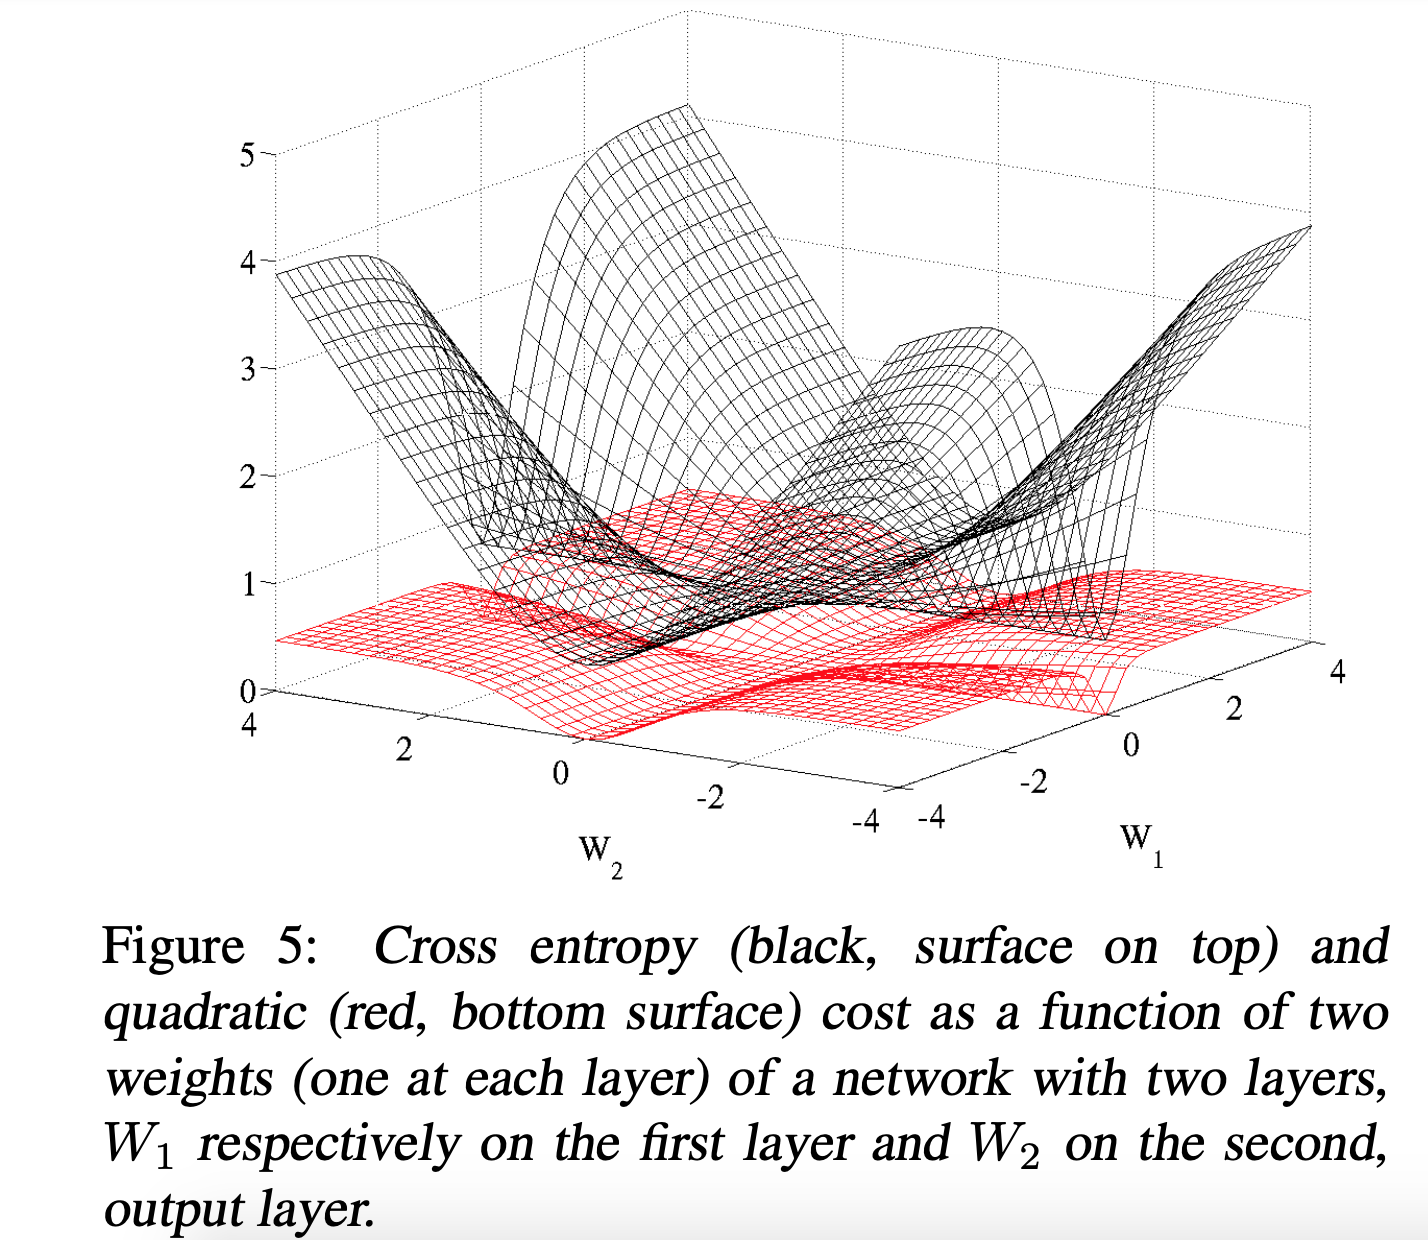 5
4
3
2
1
0
4
2
0
-2
-4
-4
-2
0
2
4
W2
W1
Figure 5: Cross entropy (black, surface on top) and
quadratic (red, bottom surface) cost as a function of two
weights (one at each layer) of a network with two layers,
W1 respectively on the first layer and W2 on the second,
output layer.